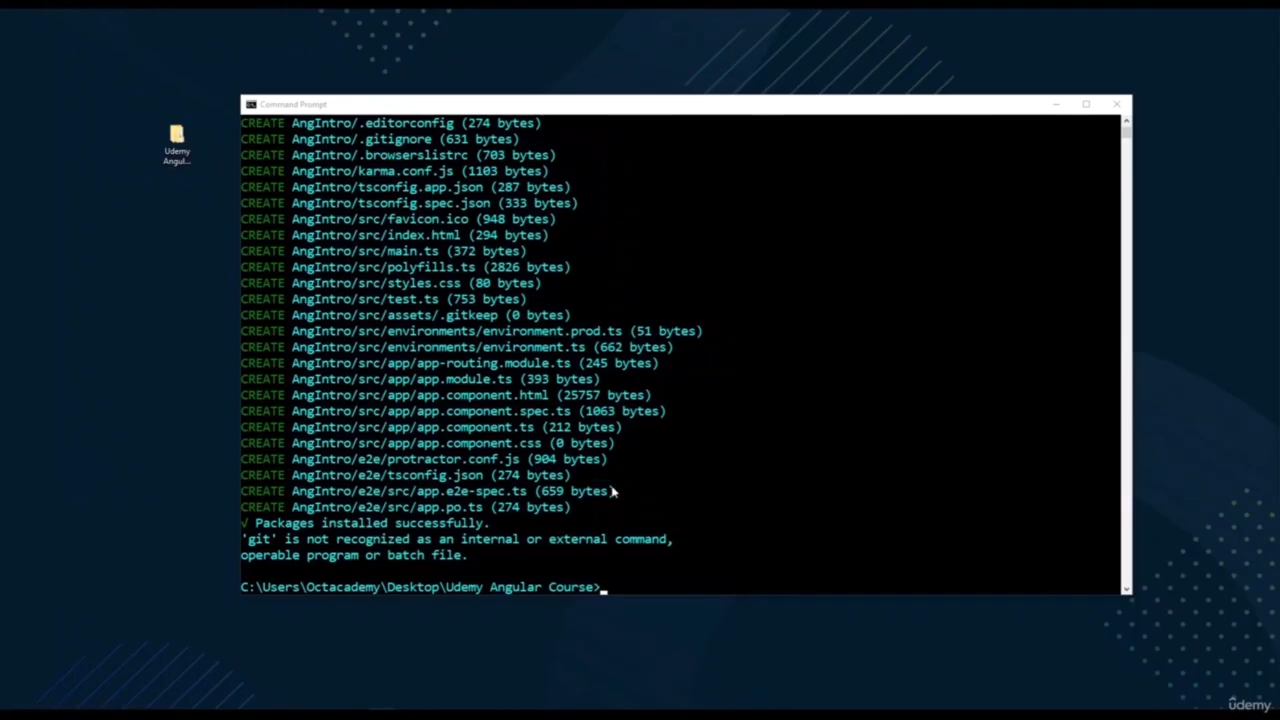 Command Prompt
CREATE AngIntro/.editorconfig (274 bytes)
CREATE AngIntro/.gitignore (631 bytes)
CREATE AngIntro/.browserslistrc (703 bytes)
CREATE AngIntro/karma.conf.js (1103 bytes)
CREATE AngIntro/tsconfig.app.json (287 bytes)
CREATE AngIntro/tsconfig.spec.json (333 bytes)
CREATE AngIntro/src/favicon.ico (948 bytes)
CREATE AngIntro/src/index.html (294 bytes)
CREATE AngIntro/src/main.ts (372 bytes)
CREATE AngIntro/src/polyfills.ts (2826 bytes)
CREATE AngIntro/src/styles.css (80 bytes)
CREATE AngIntro/src/test.ts (753 bytes)
CREATE AngIntro/src/assets/.gitkeep (0 bytes)
CREATE AngIntro/src/environments/environment.prod.ts (51 bytes)
CREATE AngIntro/src/environments/environment.ts (662 bytes)
CREATE AngIntro/src/app/app-routing.module.ts (245 bytes)
CREATE AngIntro/src/app/app.module.ts (393 bytes)
CREATE AngIntro/src/app/app.component.html (25757 bytes)
CREATE AngIntro/src/app/app.component.spec.ts (1063 bytes)
CREATE AngIntro/src/app/app.component.ts (212 bytes)
CREATE AngIntro/src/app/app.component.css (0 bytes)
CREATE AngIntro/e2e/protractor.conf.js (904 bytes)
CREATE AngIntro/e2e/tsconfig.json (274 bytes)
CREATE AngIntro/e2e/src/app.e2e-spec.ts (659 bytes)
CREATE AngIntro/e2e/src/app.po.ts (274 bytes)
√ Packages installed successfully.
'git' is not recognized as an internal or external command,
operable program or batch file.
C:\Users\Octacademy\Desktop\Udemy Angular Course>
Udemy
Angul...
ûdemy